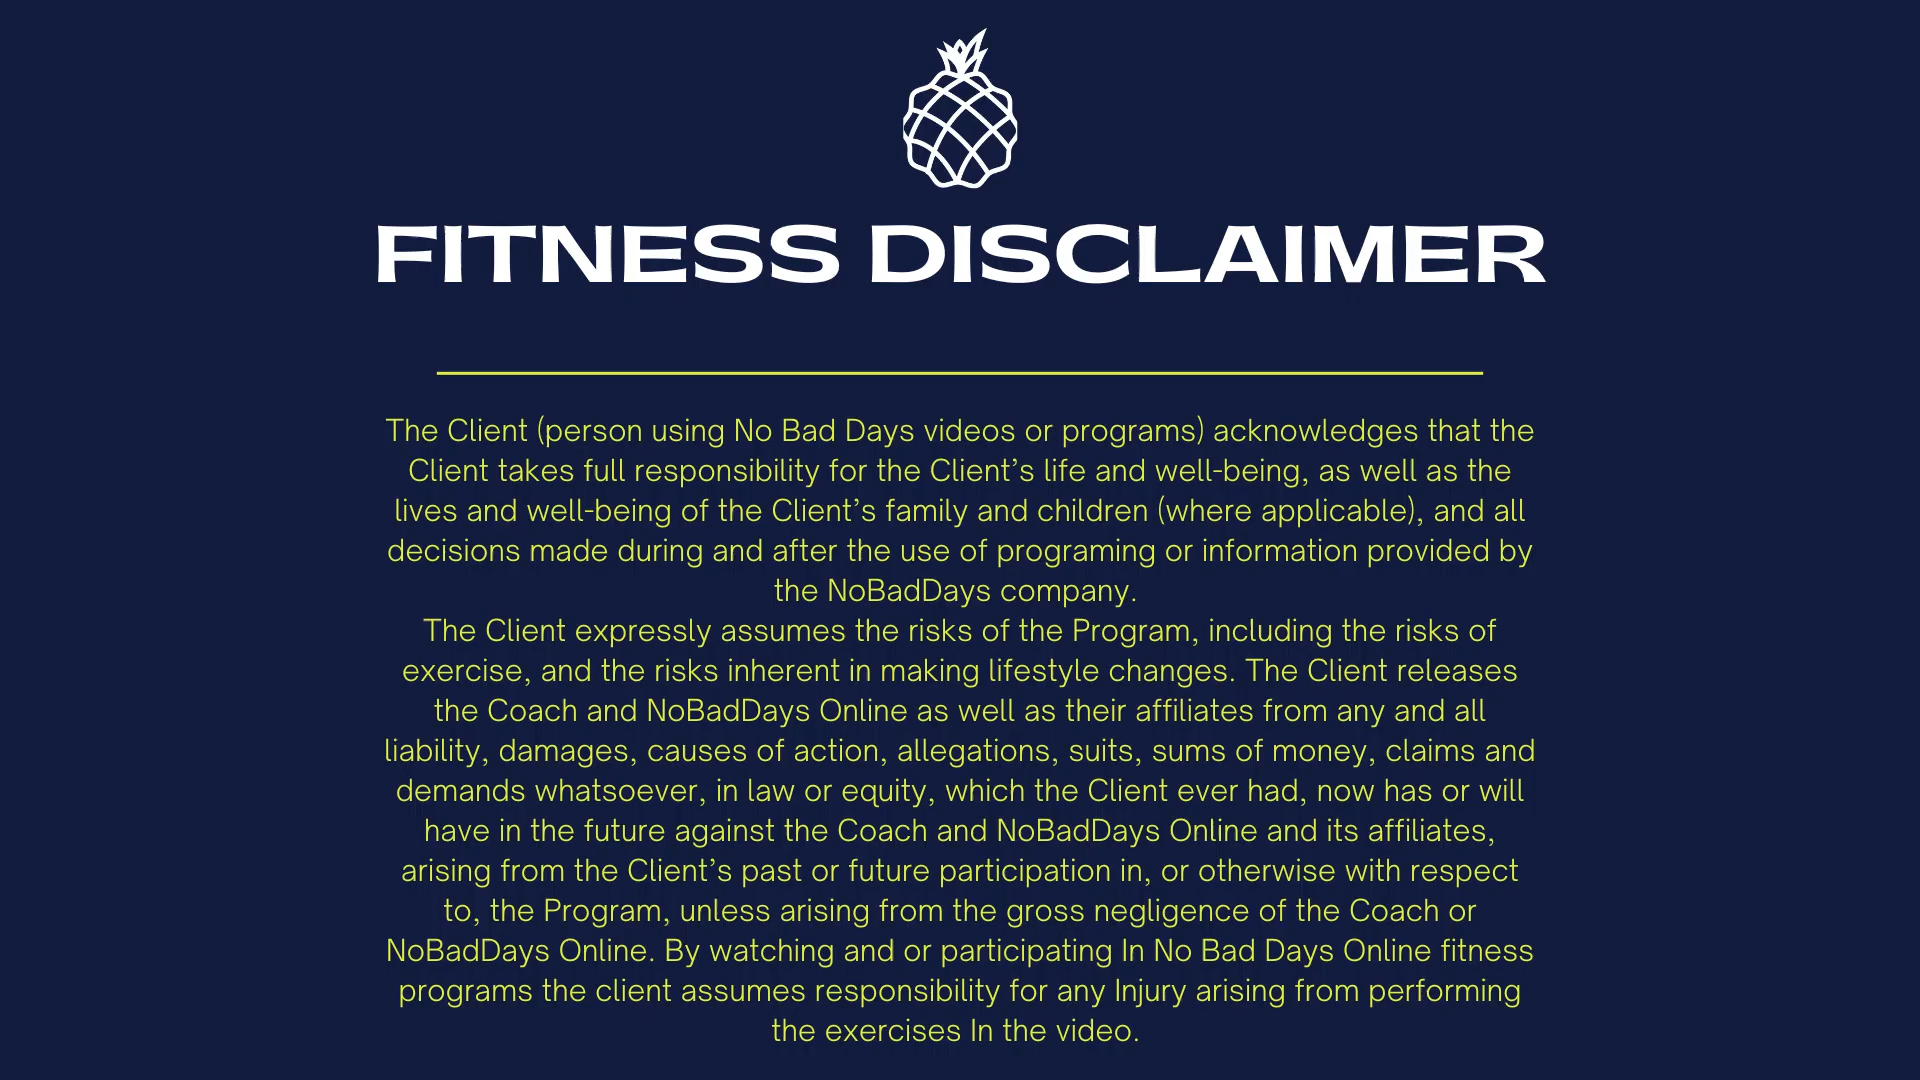 FITNESS DISCLAIMER
The Client (person using No Bad Days videos or programs) acknowledges that the
Client takes full responsibility for the Client’s life and well-being, as well as the
lives and well-being of the Client’s family and children (where applicable), and all
decisions made during and after the use of programing or information provided by
the NoBadDays company.
The Client expressly assumes the risks of the Program, including the risks of
exercise, and the risks inherent in making lifestyle changes. The Client releases
the Coach and NoBadDays Online as well as their affiliates from any and all
liability, damages, causes of action, allegations, suits, sums of money, claims and
demands whatsoever, in law or equity, which the Client ever had, now has or will
have in the future against the Coach and NoBadDays Online and its affiliates,
arising from the Client’s past or future participation in, or otherwise with respect
to, the Program, unless arising from the gross negligence of the Coach or
NoBadDays Online. By watching and or participating In No Bad Days Online fitness
programs the client assumes responsibility for any Injury arising from performing
the exercises In the video.